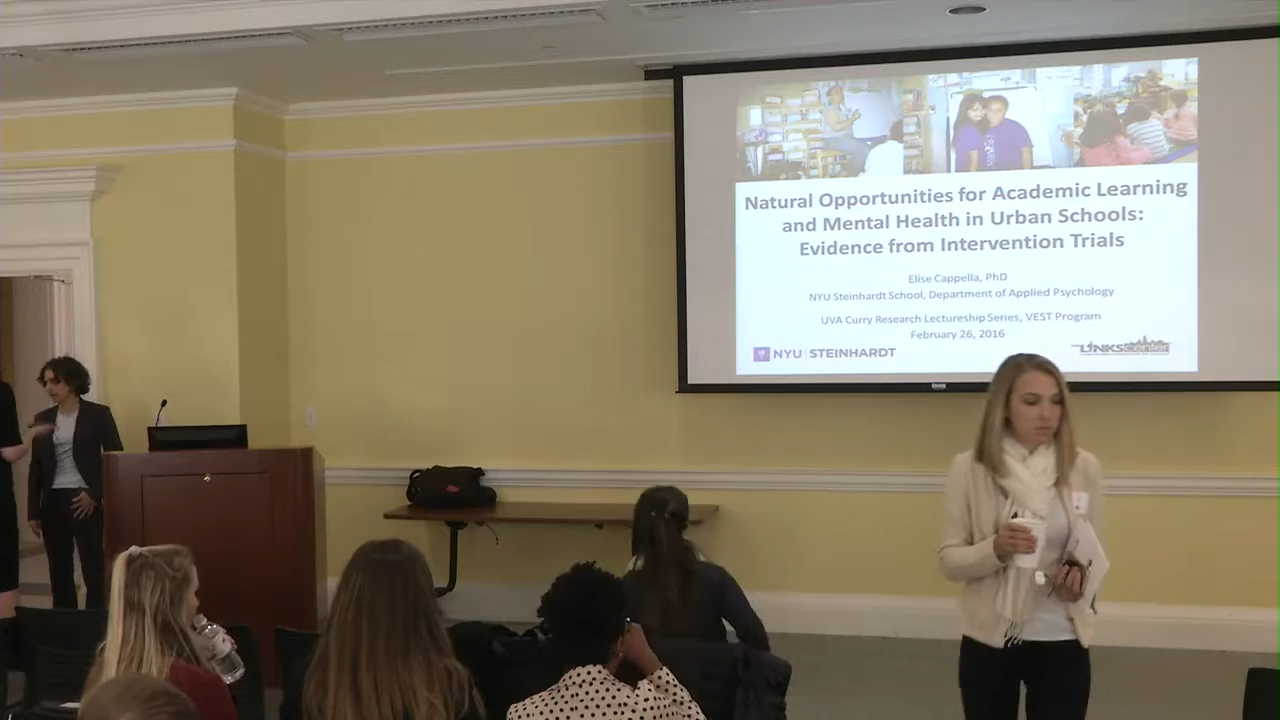 Natural Opportunities for Academic Learning
and Mental Health in Urban Schools:
Evidence from Intervention Trials
Elise Cappella, PhD
NYU Steinhardt School, Department of Applied Psychology
UVA Curry Research Lectureship Series, VEST Program
February 26, 2016
NYU STEINHARDT
LINKScenter